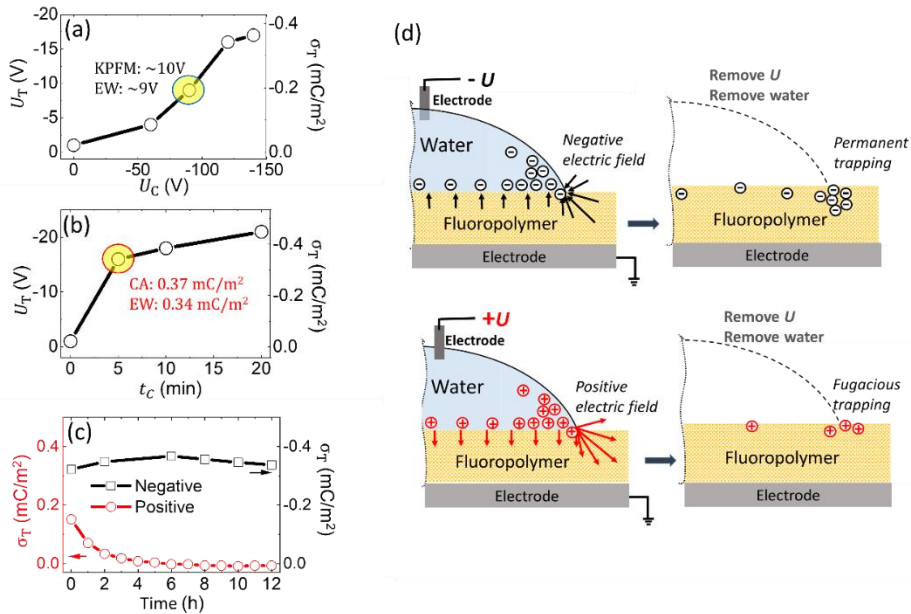 (a)
-20
-15
-10
-5
0
U_T (V)
KPFM: ~10V
EW: ~9V
-0.4
-0.2
0.0
σ_T (mC/m²)
0 -50 -100 -150
U_C (V)
(b)
-20
-10
0
U_T (V)
CA: 0.37 mC/m²
EW: 0.34 mC/m²
-0.4
-0.2
0.0
σ_T (mC/m²)
0 5 10 15 20
t_C (min)
(c)
0.4
0.2
0.0
σ_T (mC/m²)
Negative
Positive
-0.4
-0.2
0.0
σ_T (mC/m²)
0 2 4 6 8 10 12
Time (h)
(d)
- U
Electrode
Water
Negative
electric field
Fluoropolymer
Electrode
Remove U
Remove water
Permanent
trapping
Fluoropolymer
Electrode
+U
Electrode
Water
Positive
electric field
Fluoropolymer
Electrode
Remove U
Remove water
Fugacious
trapping
Fluoropolymer
Electrode